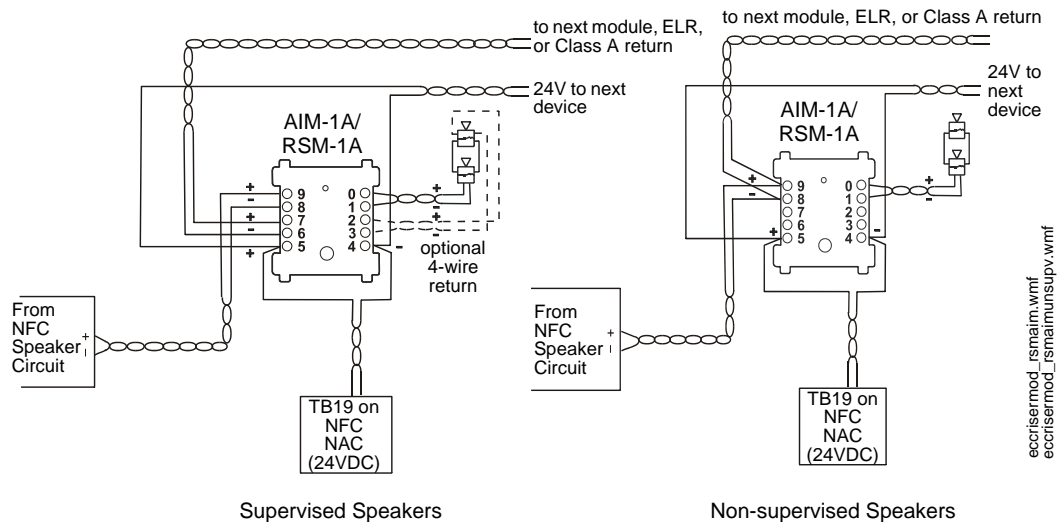 to next module, ELR,
or Class A return
24V to next
device
AIM-1A/
RSM-1A
+
-
+
-
+
9
8
7
6
5
0
1
2
3
4
+
-
+
-
-
optional
4-wire
return
From
NFC
Speaker
Circuit
+
-
TB19 on
NFC
NAC
(24VDC)
Supervised Speakers
to next module, ELR, or Class A return
24V to
next
device
AIM-1A/
RSM-1A
+
-
+
9
8
7
6
5
0
1
2
3
4
+
-
-
From
NFC
Speaker
Circuit
+
-
TB19 on
NFC
NAC
(24VDC)
Non-supervised Speakers
eccrisermod_rsmaim.wmf
eccrisermod_rsmaimunsupv.wmf